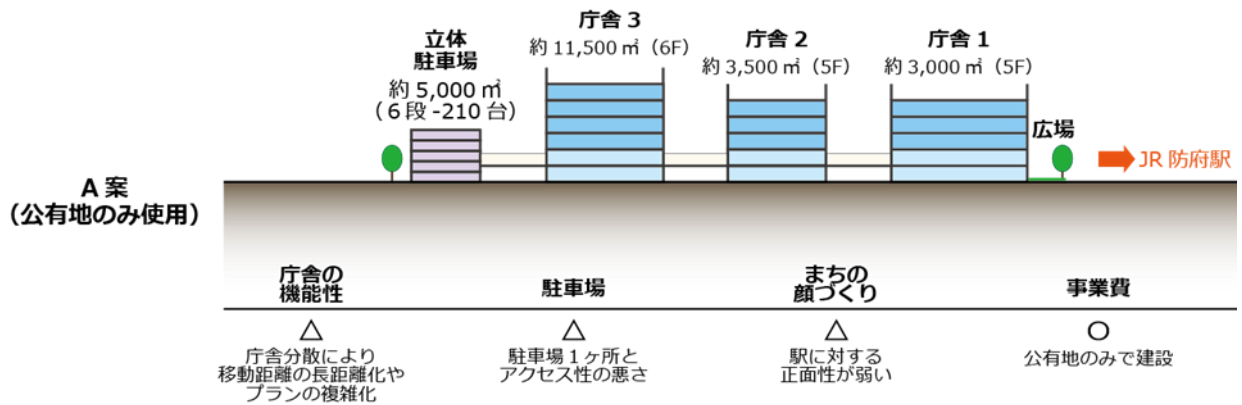 庁舎 3
約 11,500 ㎡（6F）
庁舎 2
約 3,500 ㎡（5F）
庁舎 1
約 3,000 ㎡（5F）
立体
駐車場
約 5,000 ㎡
（６段 -210 台）
広場
JR 防府駅
A 案
（公有地のみ使用）
庁舎の
機能性
駐車場
まちの
顔づくり
事業費
△
△
△
○
庁舎分散により
移動距離の長距離化や
プランの複雑化
駐車場 1 ヶ所と
アクセス性の悪さ
駅に対する
正面性が弱い
公有地のみで建設